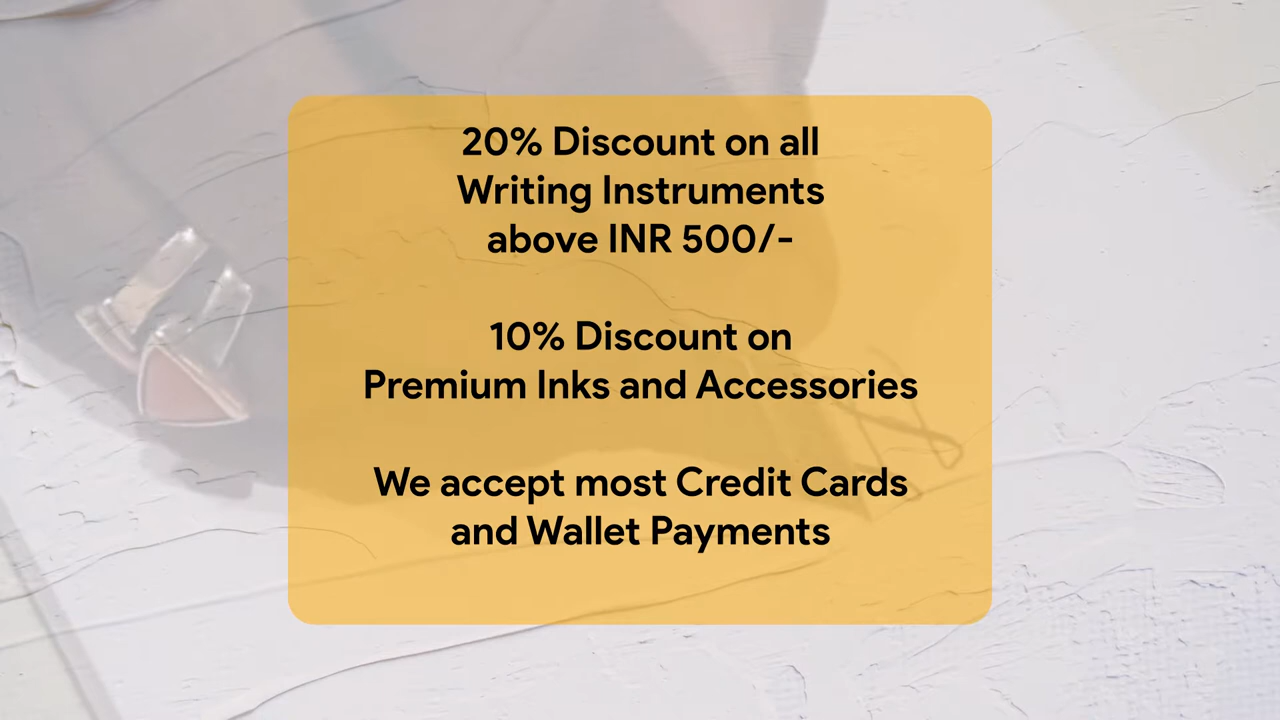 20% Discount on all
Writing Instruments
above INR 500/-
10% Discount on
Premium Inks and Accessories
We accept most Credit Cards
and Wallet Payments